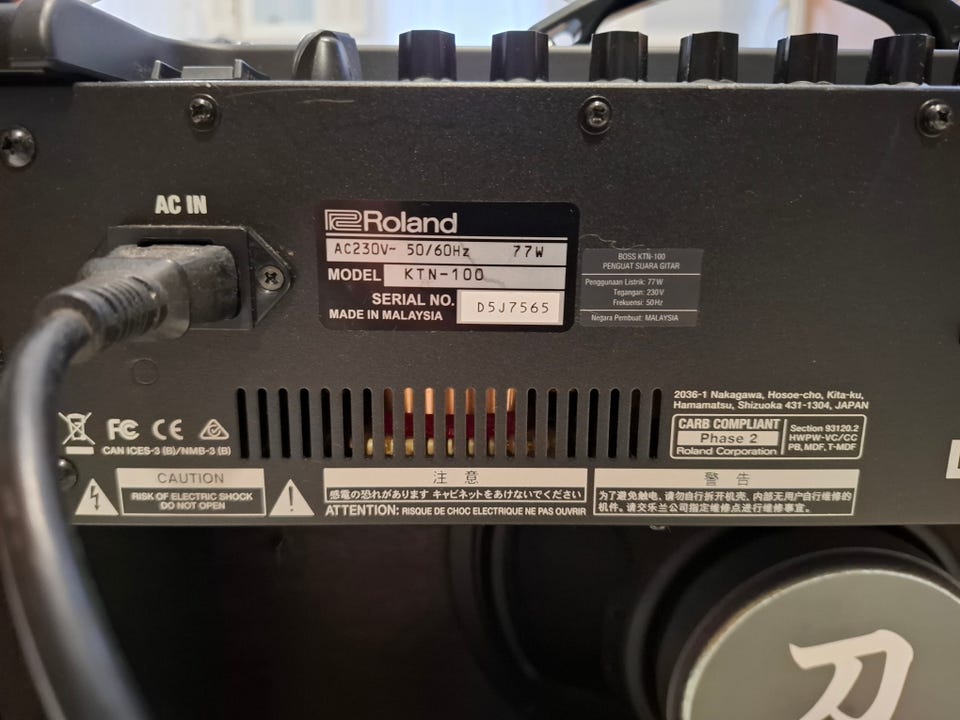 AC IN
Roland
AC230V~ 50/60Hz 77W
MODEL KTN-100
SERIAL NO. D5J7565
MADE IN MALAYSIA
BOSS KTN-100
PENGUAT SUARA GITAR
Penggunaan Listrik: 77W
Tegangan: 230V
Frekuensi: 50Hz
Negara Pembuat: MALAYSIA
FC CE
CAN ICES-3 (B)/NMB-3 (B)
2036-1 Nakagawa, Hosoe-cho, Kita-ku,
Hamamatsu, Shizuoka 431-1304, JAPAN
CARB COMPLIANT
Phase 2
Roland Corporation
Section 93120.2
HWPW-VC/CC
PB, MDF, T-MDF
CAUTION
RISK OF ELECTRIC SHOCK
DO NOT OPEN
注意
感電の恐れがあります キャビネットをあけないでください
ATTENTION: RISQUE DE CHOC ELECTRIQUE NE PAS OUVRIR
警告
为了避免触电、请勿自行拆开机壳、内部无用户自行维修的
机件。请交乐兰公司指定维修点进行维修事宜。
刀